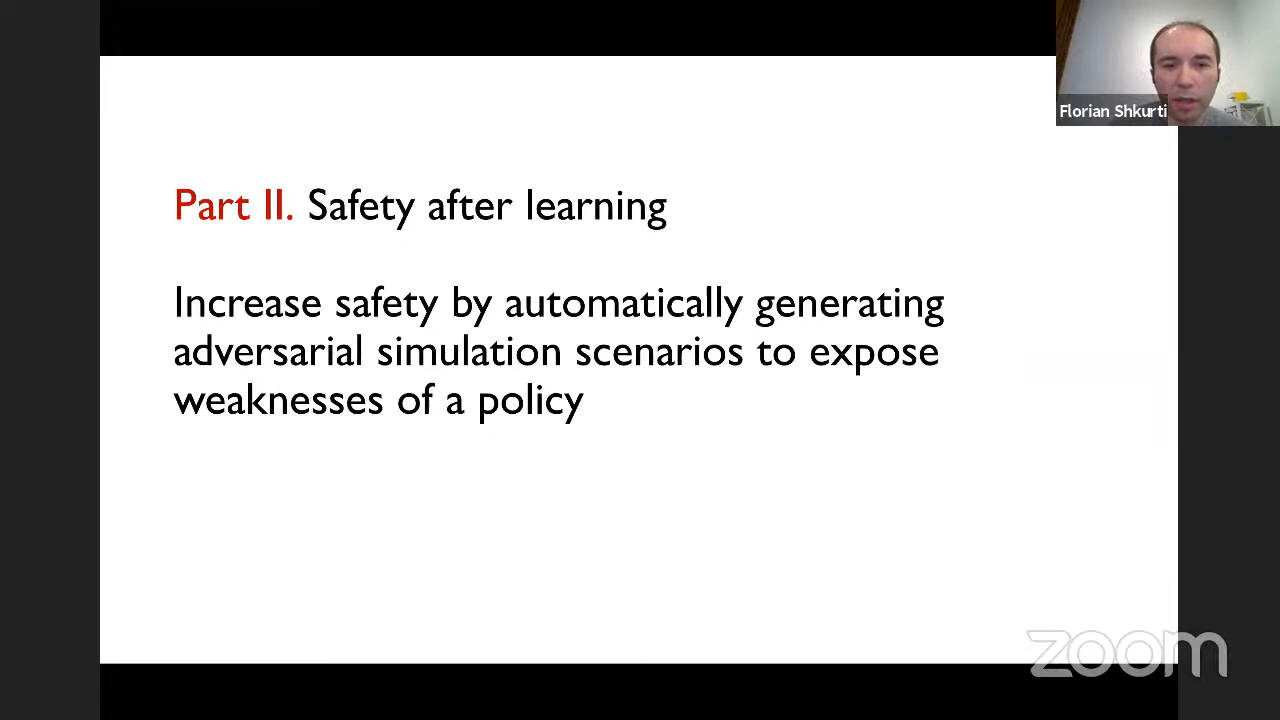 Florian Shkurti
Part II. Safety after learning
Increase safety by automatically generating
adversarial simulation scenarios to expose
weaknesses of a policy
zoom